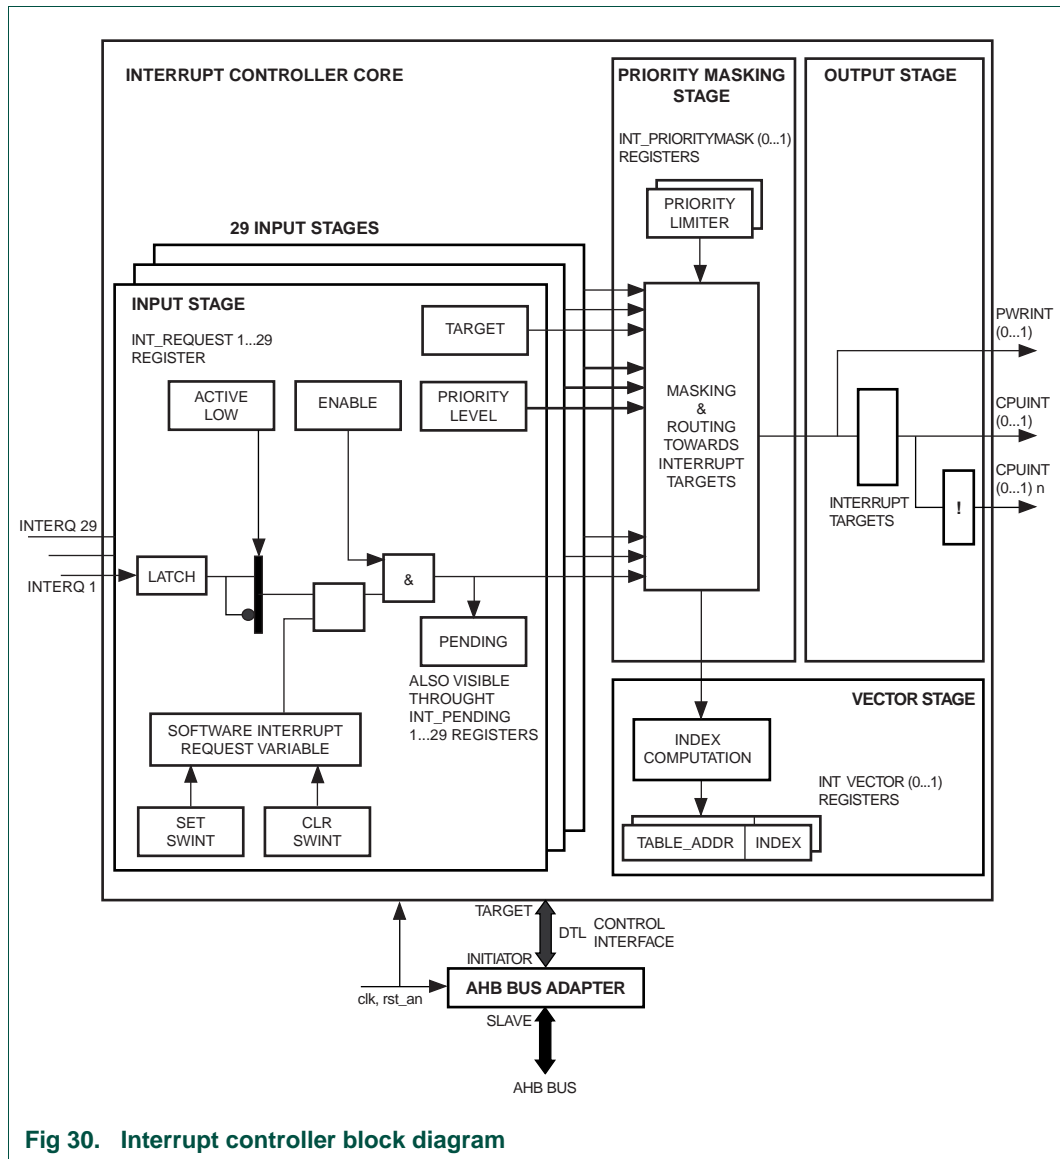 INTERRUPT CONTROLLER CORE
PRIORITY MASKING
STAGE
OUTPUT STAGE
INT_PRIORITYMASK (0...1)
REGISTERS
PRIORITY
LIMITER
29 INPUT STAGES
INPUT STAGE
INT_REQUEST 1...29
REGISTER
TARGET
ACTIVE
LOW
ENABLE
PRIORITY
LEVEL
MASKING
&
ROUTING
TOWARDS
INTERRUPT
TARGETS
PWRINT
(0...1)
CPUINT
(0...1)
CPUINT
(0...1) n
INTERRUPT
TARGETS
!
INTERQ 29
INTERQ 1
LATCH
&
PENDING
ALSO VISIBLE
THROUGHT
INT_PENDING
1...29 REGISTERS
SOFTWARE INTERRUPT
REQUEST VARIABLE
SET
SWINT
CLR
SWINT
VECTOR STAGE
INDEX
COMPUTATION
INT VECTOR (0...1)
REGISTERS
TABLE_ADDR
INDEX
TARGET
DTL
CONTROL
INTERFACE
INITIATOR
clk, rst_an
AHB BUS ADAPTER
SLAVE
AHB BUS
Fig 30. Interrupt controller block diagram